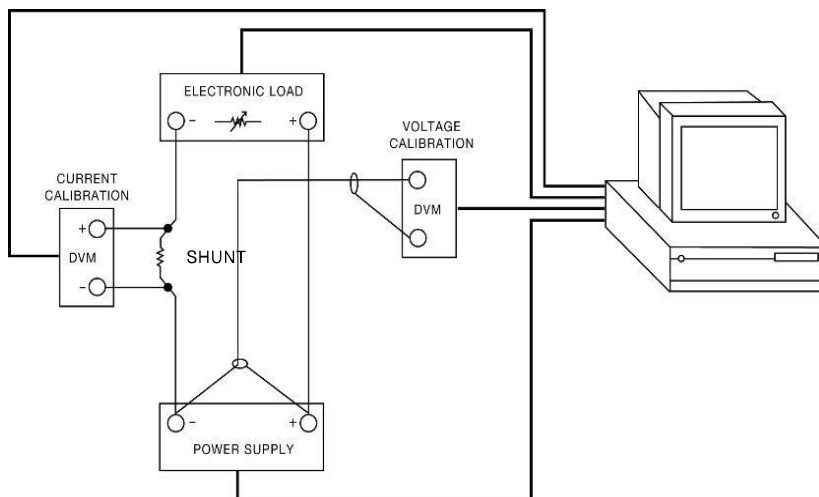 ELECTRONIC LOAD
- +
VOLTAGE
CALIBRATION
CURRENT
CALIBRATION
+
DVM
-
SHUNT
DVM
- +
POWER SUPPLY